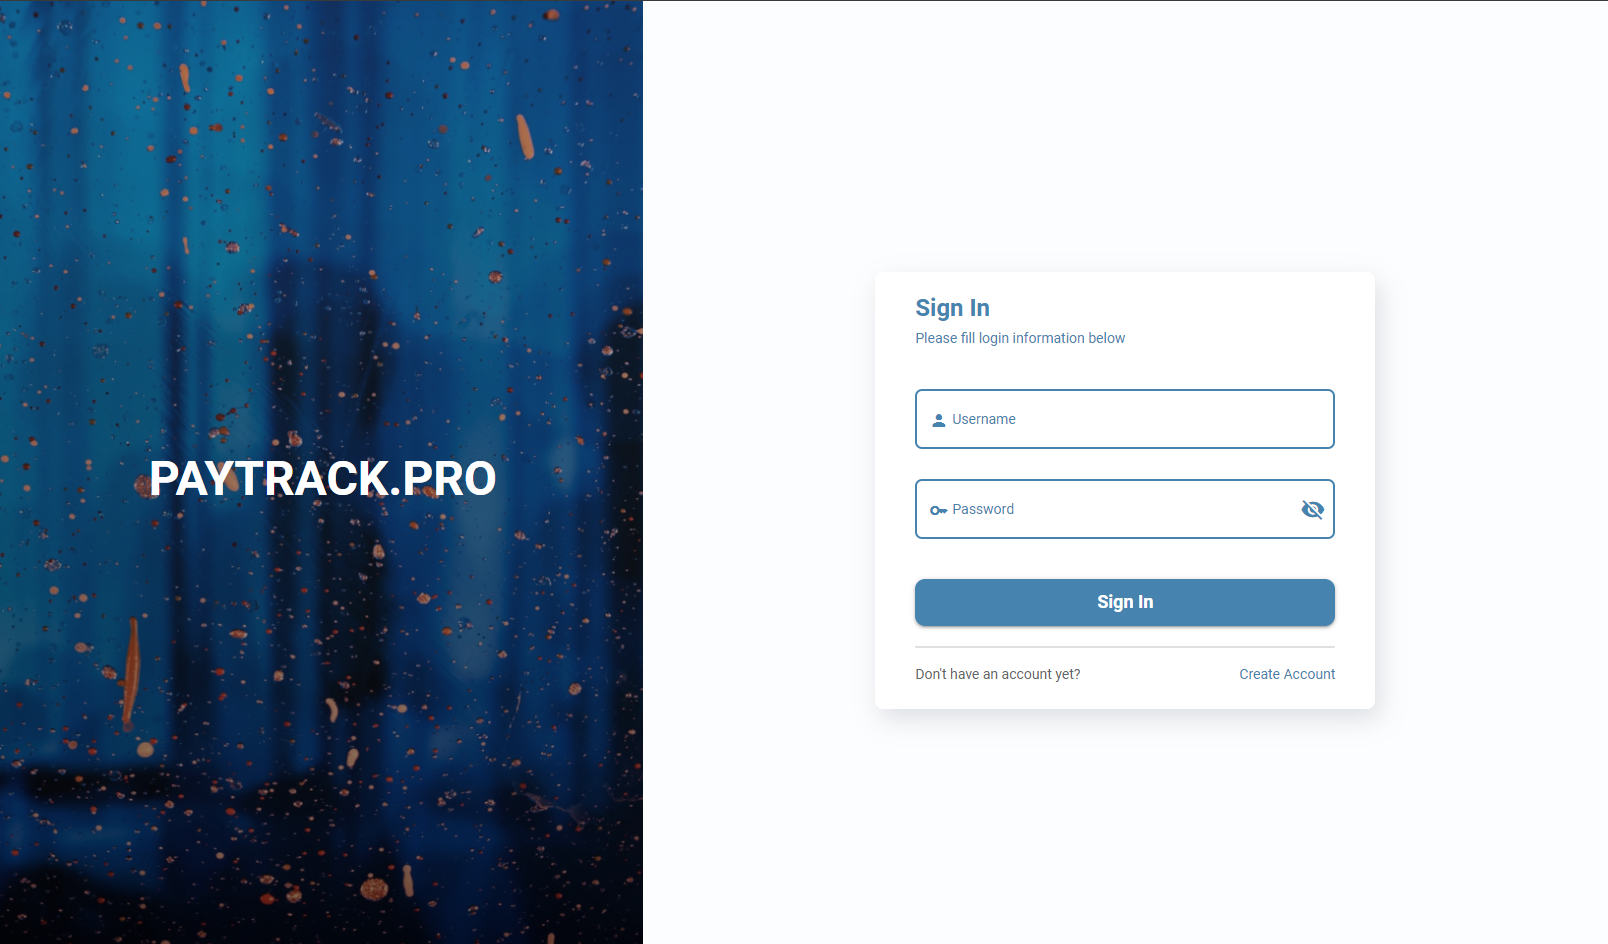 PAYTRACK.PRO
Sign In
Please fill login information below
Username
Password
Sign In
Don't have an account yet?
Create Account